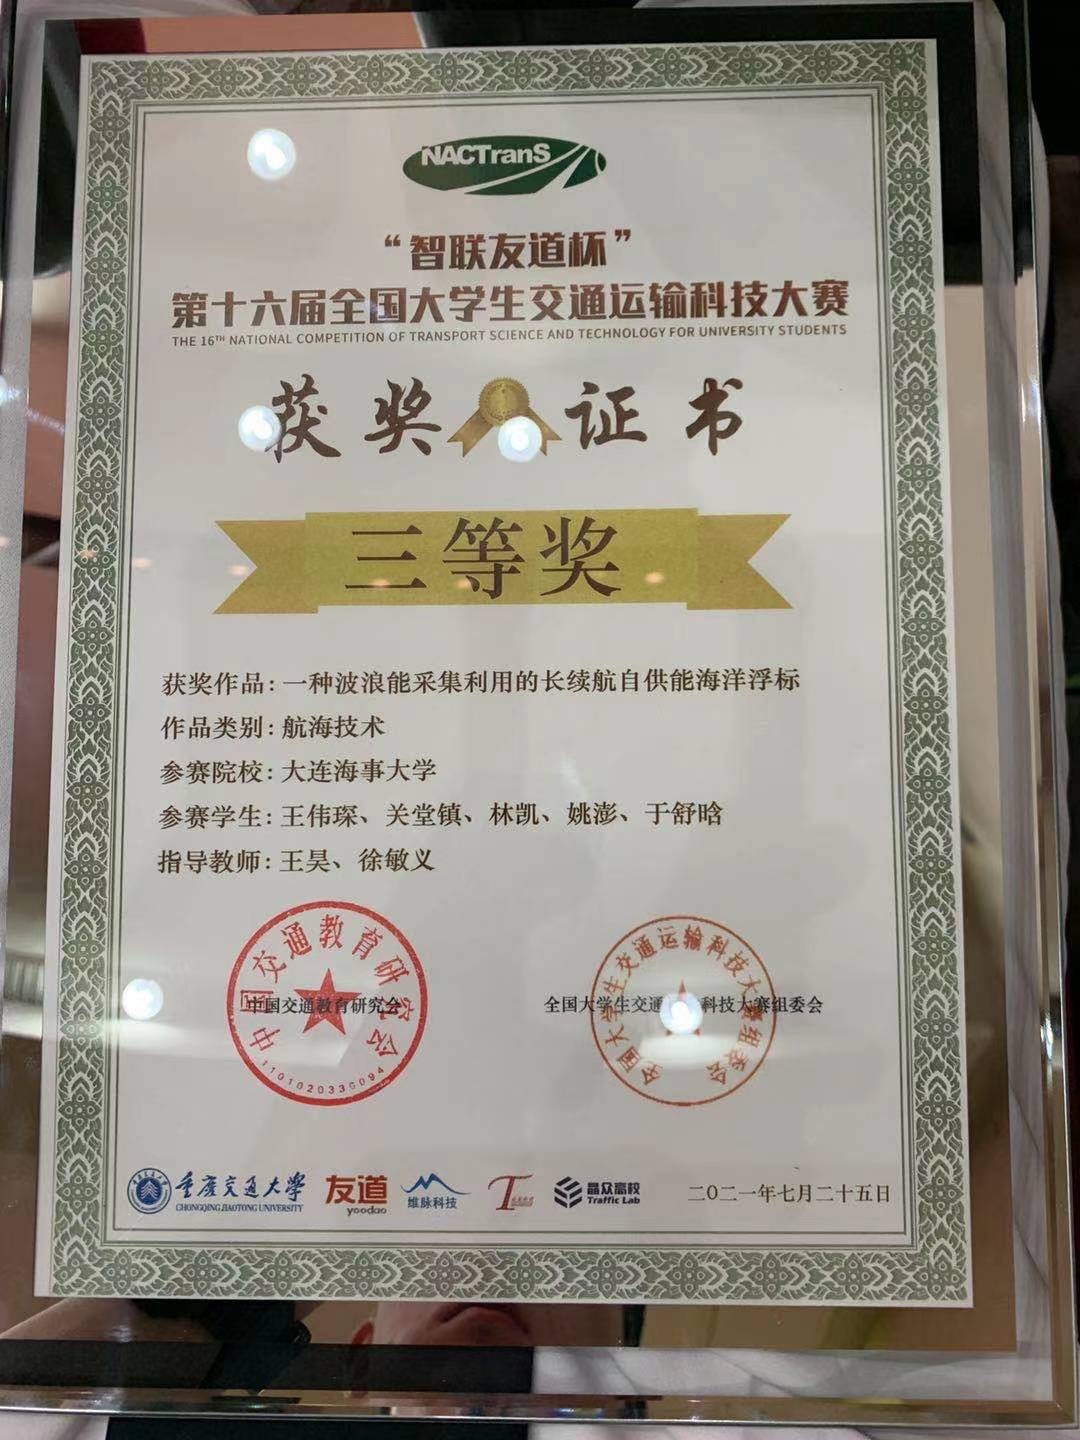 NACTranS
“智联友道杯”
第十六届全国大学生交通运输科技大赛
THE 16TH NATIONAL COMPETITION OF TRANSPORT SCIENCE AND TECHNOLOGY FOR UNIVERSITY STUDENTS
获奖证书
三等奖
获奖作品：一种波浪能采集利用的长续航自供能海洋浮标
作品类别：航海技术
参赛院校：大连海事大学
参赛学生：王伟琛、关堂镇、林凯、姚澎、于舒晗
指导教师：王昊、徐敏义
中国交通教育研究会
中国交通教育研究会
1101020336094
全国大学生交通科技大赛组委会
全国大学生交通运输科技大赛组委会
重庆交通大学
CHONGQING JIAOTONG UNIVERSITY
友道
yoodao
维脉科技
T
晶众高校
Traffic Lab
二〇二一年七月二十五日